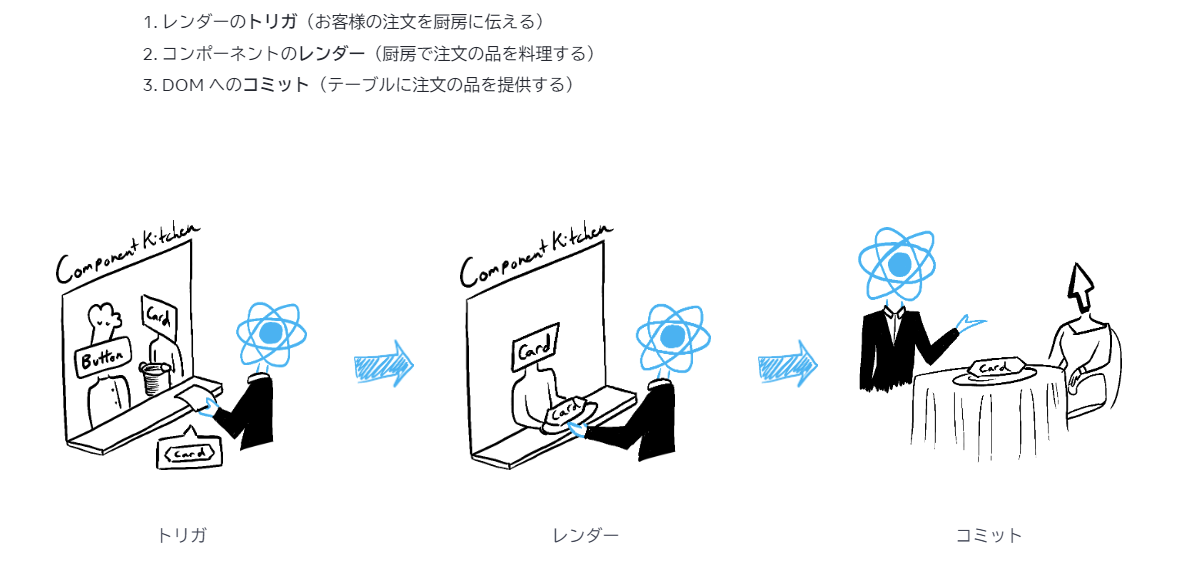 1. レンダーのトリガ（お客様の注文を厨房に伝える）
2. コンポーネントのレンダー（厨房で注文の品を料理する）
3. DOM へのコミット（テーブルに注文の品を提供する）
Component Kitchen
Card
Button
<Card>
Component Kitchen
Card
Card
Card
トリガ
レンダー
コミット